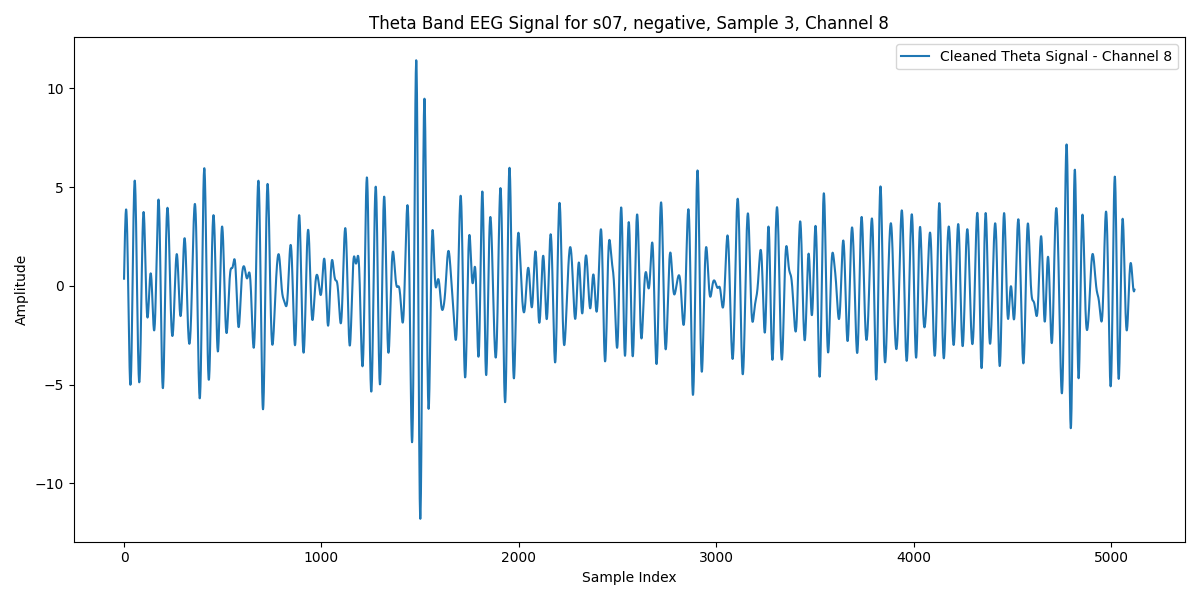 Theta Band EEG Signal for s07, negative, Sample 3, Channel 8
Cleaned Theta Signal - Channel 8
Amplitude
10
5
0
−5
−10
0 1000 2000 3000 4000 5000
Sample Index